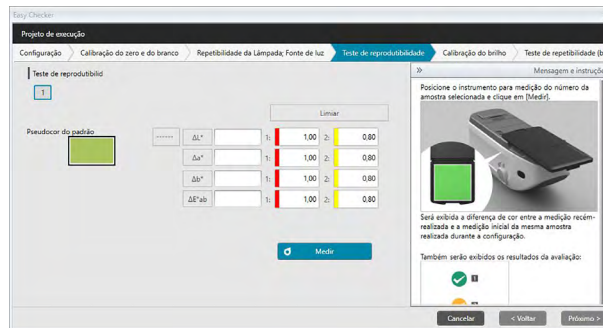 Easy Checker
Projeto de execução
Configuração
Calibração do zero e do branco
Repetibilidade da Lâmpada; Fonte de luz
Teste de reprodutibilidade
Calibração do brilho
Teste de repetibilidade (b
Teste de reprodutibilid
1
Pseudocor do padrão
------
Limiar
ΔL* 1: 1,00 2: 0,80
Δa* 1: 1,00 2: 0,80
Δb* 1: 1,00 2: 0,80
ΔE*ab 1: 1,00 2: 0,80
Medir
» Mensagem e instruçõe
Posicione o instrumento para medição do número da
amostra selecionada e clique em [Medir].
Será exibida a diferença de cor entre a medição recém-
realizada e a medição inicial da mesma amostra
realizada durante a configuração.
Também serão exibidos os resultados da avaliação:
Cancelar
< Voltar
Próximo >